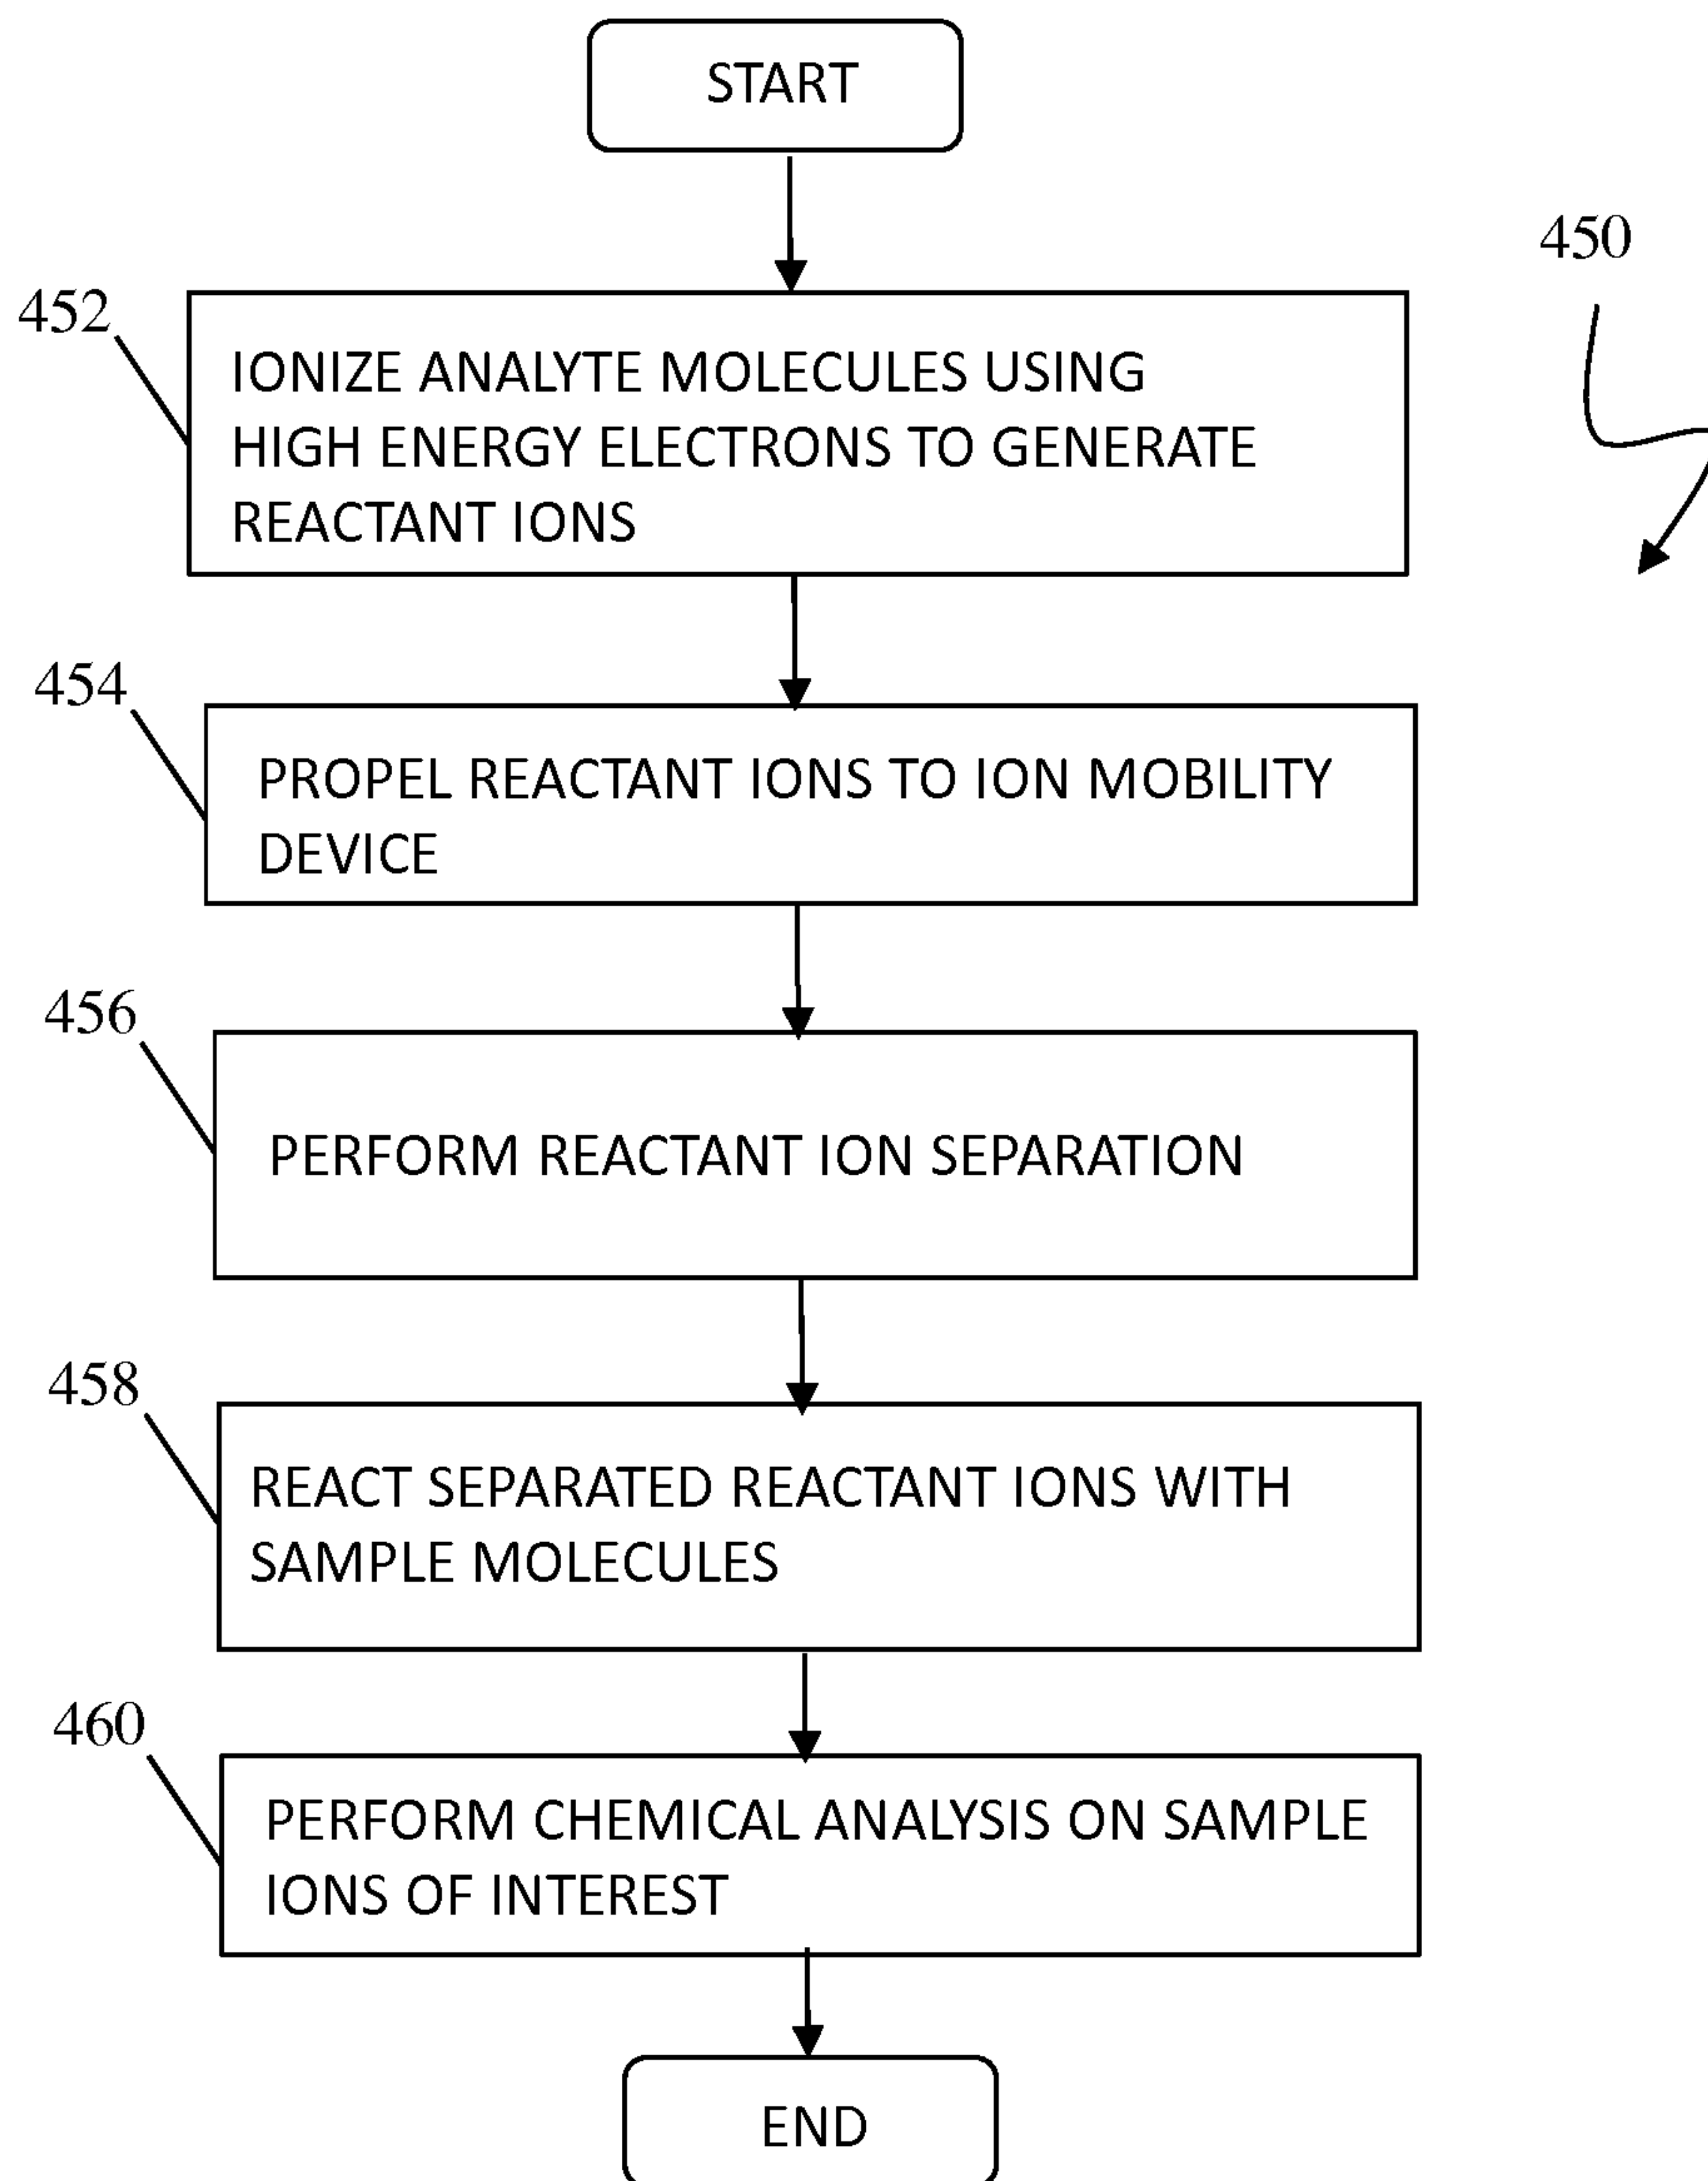 START
450
452
IONIZE ANALYTE MOLECULES USING
HIGH ENERGY ELECTRONS TO GENERATE
REACTANT IONS
454
PROPEL REACTANT IONS TO ION MOBILITY
DEVICE
456
PERFORM REACTANT ION SEPARATION
458
REACT SEPARATED REACTANT IONS WITH
SAMPLE MOLECULES
460
PERFORM CHEMICAL ANALYSIS ON SAMPLE
IONS OF INTEREST
END